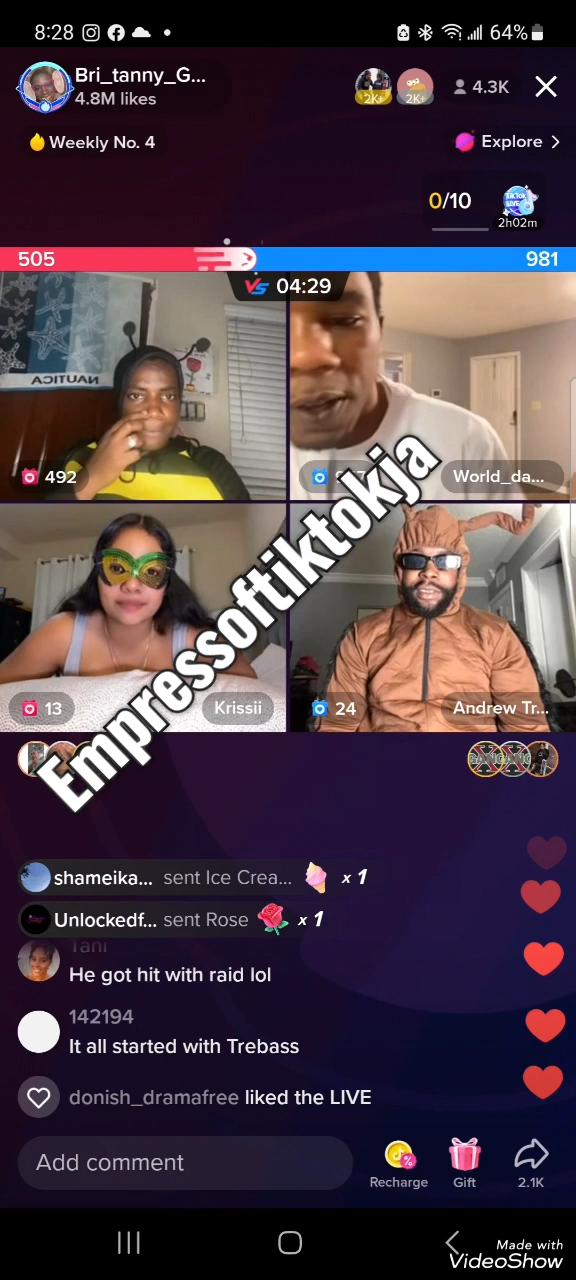 8:28
64%
Bri_tanny_G...
4.8M likes
2K+
2K+
4.3K
Weekly No. 4
Explore
0/10
TikTok
LIVE
2h02m
505
981
VS 04:29
NAUTICA
492
World_da...
Empressoftiktokja
13
Krissii
24
Andrew Tr...
shameika... sent Ice Crea... x 1
Unlockedf... sent Rose x 1
Tani
He got hit with raid lol
142194
It all started with Trebass
donish_dramafree liked the LIVE
Add comment
Recharge
Gift
2.1K
Made with
VideoShow